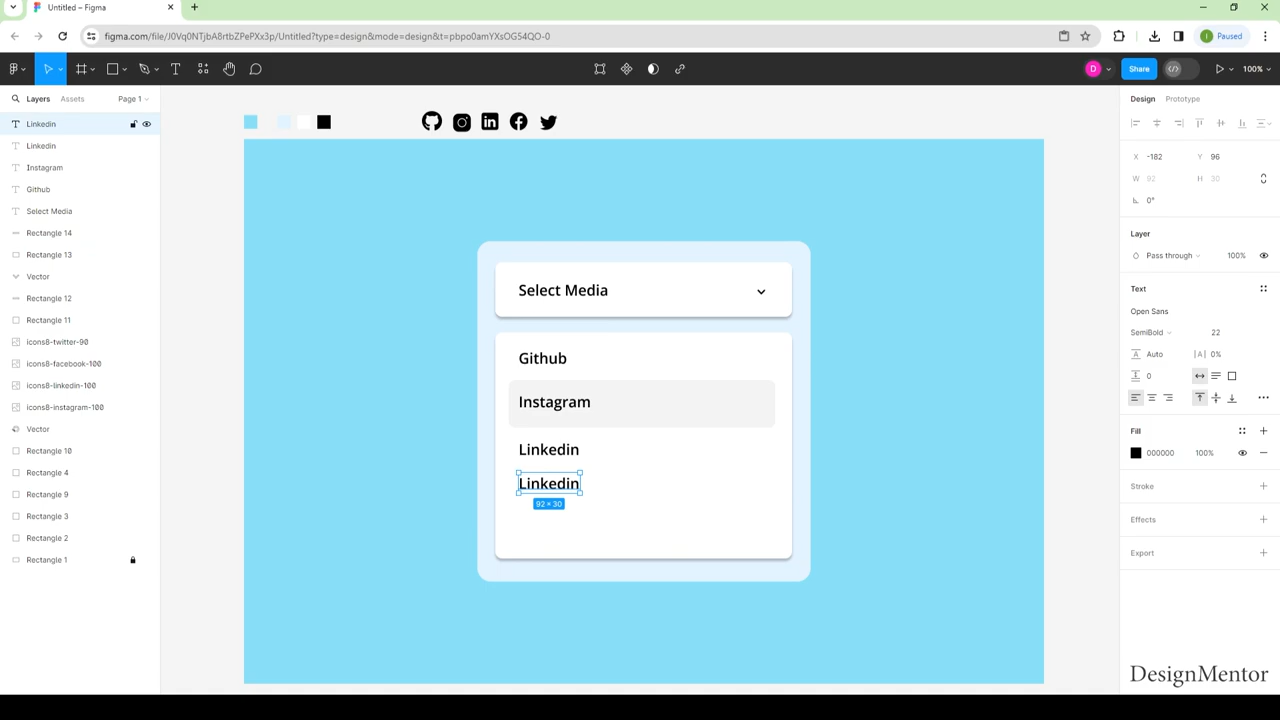 Untitled – Figma
figma.com/file/J0Vq0NTjbA8rtbZPePXx3p/Untitled?type=design&mode=design&t=pbpo0amYXsOG54QO-0
I
Paused
D
Share
100%
Layers
Assets
Page 1
Linkedin
Linkedin
Instagram
Github
Select Media
Rectangle 14
Rectangle 13
Vector
Rectangle 12
Rectangle 11
icons8-twitter-90
icons8-facebook-100
icons8-linkedin-100
icons8-instagram-100
Vector
Rectangle 10
Rectangle 4
Rectangle 9
Rectangle 3
Rectangle 2
Rectangle 1
Select Media
Github
Instagram
Linkedin
Linkedin
92 × 30
Design
Prototype
X -182 Y 96
W 92 H 30
0°
Layer
Pass through 100%
Text
Open Sans
SemiBold 22
Auto 0%
0
Fill
000000 100%
Stroke
Effects
Export
DesignMentor